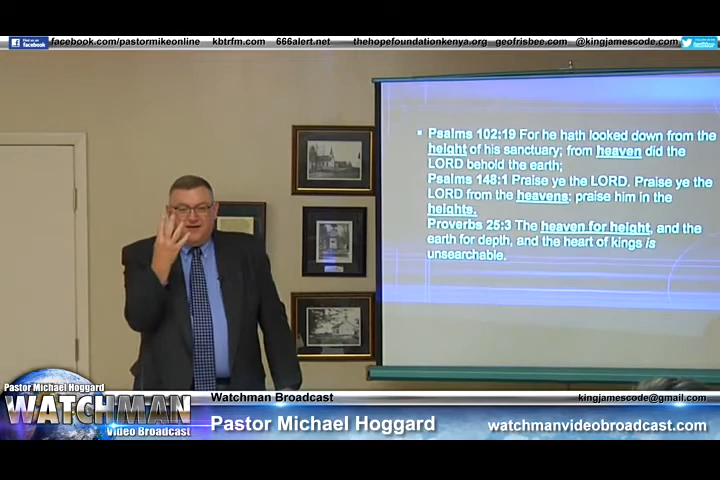 Find us on facebook
facebook.com/pastormikeonline kbtrfm.com 666alert.net thehopefoundationkenya.org geofrisbee.com @kingjamescode.com
Psalms 102:19 For he hath looked down from the
height of his sanctuary; from heaven did the
LORD behold the earth;
Psalms 148:1 Praise ye the LORD. Praise ye the
LORD from the heavens: praise him in the
heights.
Proverbs 25:3 The heaven for height, and the
earth for depth, and the heart of kings is
unsearchable.
Pastor Michael Hoggard
WATCHMAN
Video Broadcast
Watchman Broadcast kingjamescode@gmail.com
Pastor Michael Hoggard watchmanvideobroadcast.com